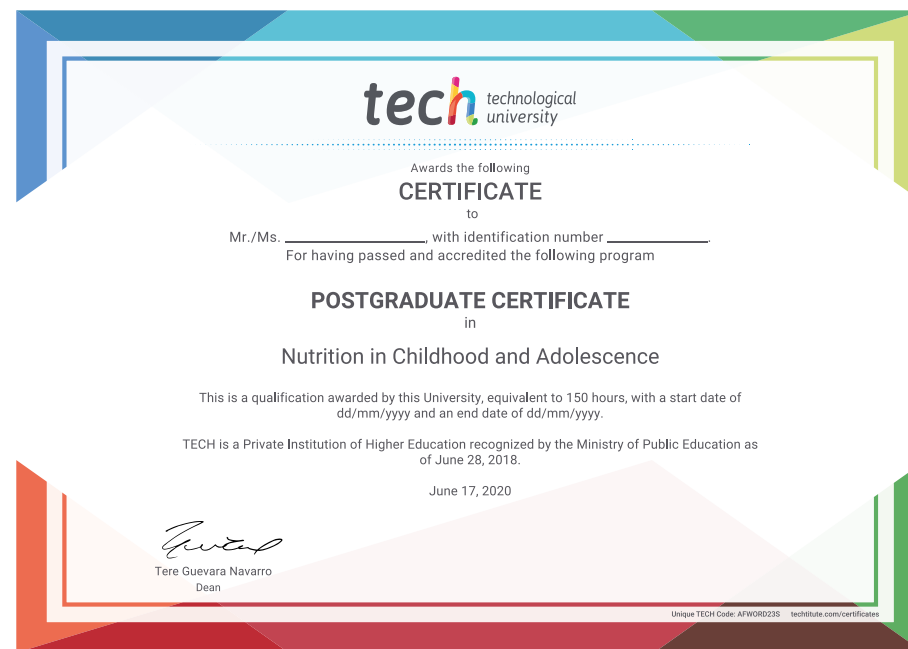 tech technological
university
Awards the following
CERTIFICATE
to
Mr./Ms. ____________________, with identification number ______________.
For having passed and accredited the following program
POSTGRADUATE CERTIFICATE
in
Nutrition in Childhood and Adolescence
This is a qualification awarded by this University, equivalent to 150 hours, with a start date of
dd/mm/yyyy and an end date of dd/mm/yyyy.
TECH is a Private Institution of Higher Education recognized by the Ministry of Public Education as
of June 28, 2018.
June 17, 2020
Tere Guevara Navarro
Dean
Unique TECH Code: AFWORD23S techtitute.com/certificates